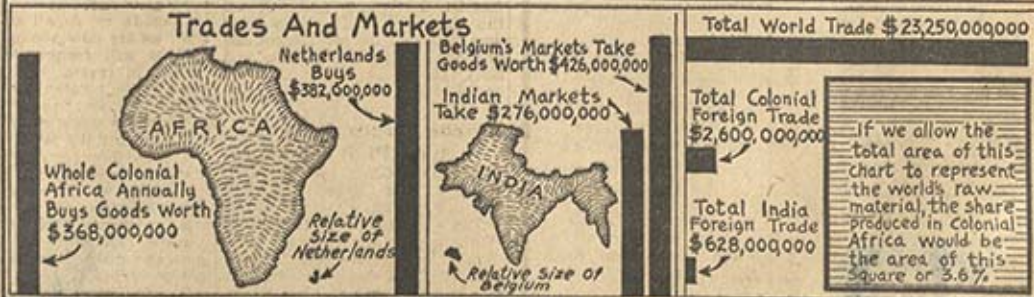 Trades And Markets
Whole Colonial
Africa Annually
Buys Goods Worth
$368,000,000
AFRICA
Netherlands
Buys
$382,600,000
Relative
Size of
Netherlands
Belgium's Markets Take
Goods Worth $426,000,000
Indian Markets
Take $276,000,000
INDIA
Relative Size Of
Belgium
Total World Trade $23,250,000,000
Total Colonial
Foreign Trade
$2,600,000,000
Total India
Foreign Trade
$628,000,000
If we allow the
total area of this
chart to represent
the world's raw
material, the share
produced in Colonial
Africa would be
the area of this
square or 3.6%